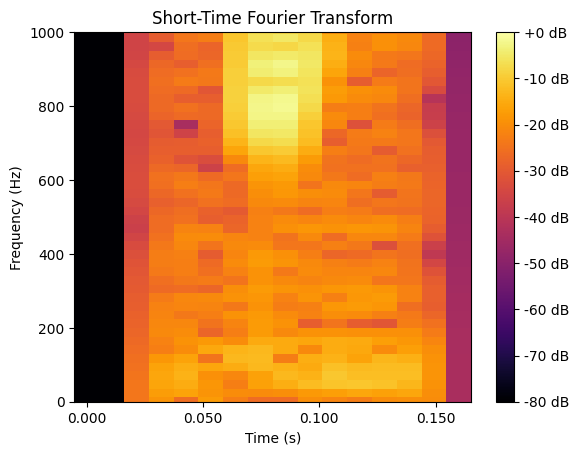 Short-Time Fourier Transform
1000
800
600
400
200
0
Frequency (Hz)
0.000
0.050
0.100
0.150
Time (s)
+0 dB
-10 dB
-20 dB
-30 dB
-40 dB
-50 dB
-60 dB
-70 dB
-80 dB